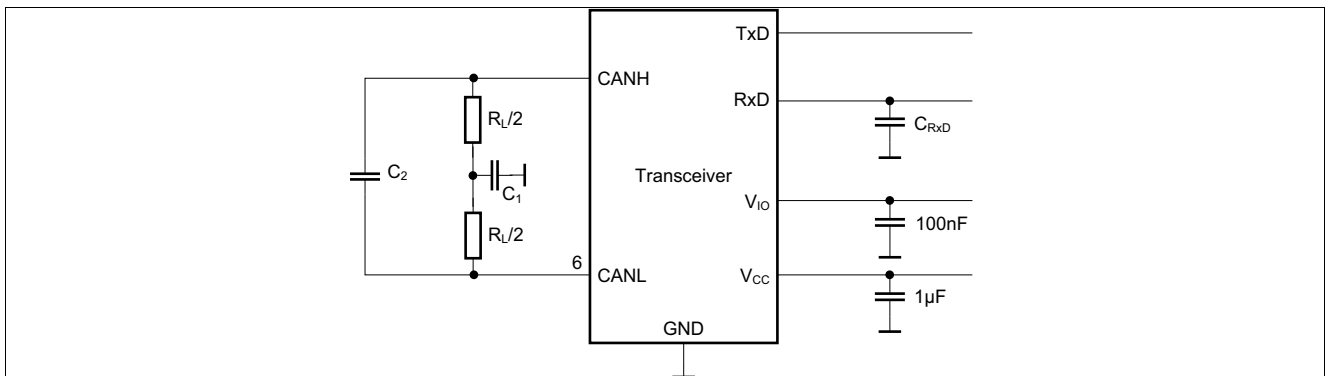 TxD
CANH
RxD
R_L/2
C_RxD
C_2
C_1
Transceiver
V_IO
100nF
R_L/2
6
CANL
V_CC
1µF
GND